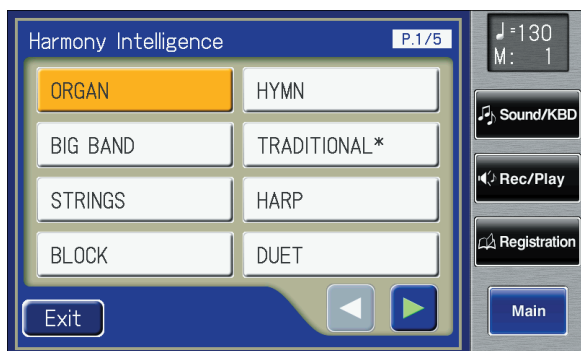 Harmony Intelligence P.1/5
ORGAN HYMN
BIG BAND TRADITIONAL*
STRINGS HARP
BLOCK DUET
Exit
♩=130
M: 1
Sound/KBD
Rec/Play
Registration
Main